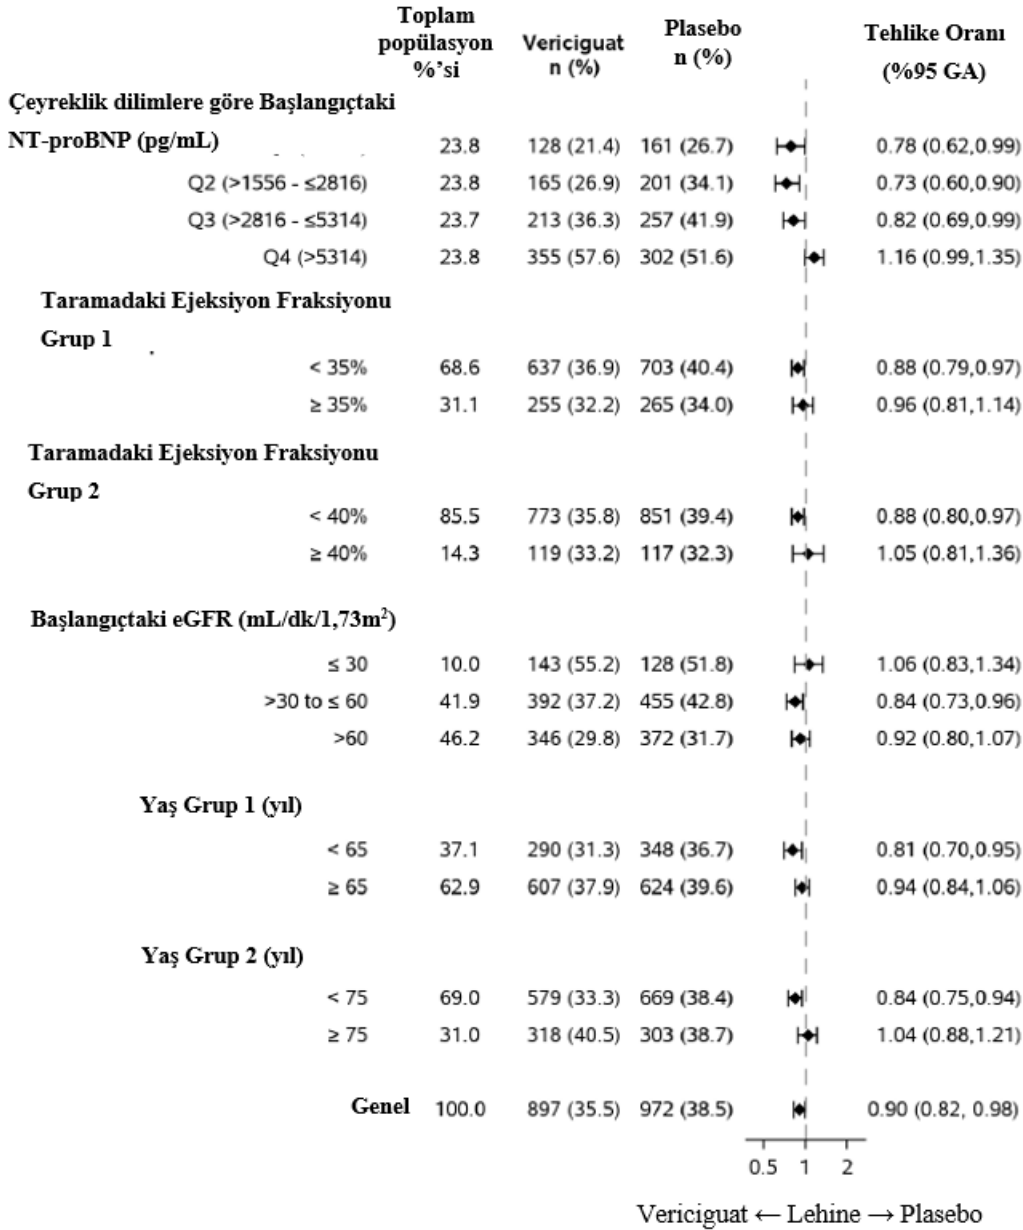 Toplam popülasyon %'si Vericiguat n (%) Plasebo n (%) Tehlike Oranı (%95 GA)
Çeyreklik dilimlere göre Başlangıçtaki
NT-proBNP (pg/mL) 23.8 128 (21.4) 161 (26.7) 0.78 (0.62,0.99)
Q2 (>1556 - ≤2816) 23.8 165 (26.9) 201 (34.1) 0.73 (0.60,0.90)
Q3 (>2816 - ≤5314) 23.7 213 (36.3) 257 (41.9) 0.82 (0.69,0.99)
Q4 (>5314) 23.8 355 (57.6) 302 (51.6) 1.16 (0.99,1.35)
Taramadaki Ejeksiyon Fraksiyonu
Grup 1
< 35% 68.6 637 (36.9) 703 (40.4) 0.88 (0.79,0.97)
≥ 35% 31.1 255 (32.2) 265 (34.0) 0.96 (0.81,1.14)
Taramadaki Ejeksiyon Fraksiyonu
Grup 2
< 40% 85.5 773 (35.8) 851 (39.4) 0.88 (0.80,0.97)
≥ 40% 14.3 119 (33.2) 117 (32.3) 1.05 (0.81,1.36)
Başlangıçtaki eGFR (mL/dk/1,73m²)
≤ 30 10.0 143 (55.2) 128 (51.8) 1.06 (0.83,1.34)
>30 to ≤ 60 41.9 392 (37.2) 455 (42.8) 0.84 (0.73,0.96)
>60 46.2 346 (29.8) 372 (31.7) 0.92 (0.80,1.07)
Yaş Grup 1 (yıl)
< 65 37.1 290 (31.3) 348 (36.7) 0.81 (0.70,0.95)
≥ 65 62.9 607 (37.9) 624 (39.6) 0.94 (0.84,1.06)
Yaş Grup 2 (yıl)
< 75 69.0 579 (33.3) 669 (38.4) 0.84 (0.75,0.94)
≥ 75 31.0 318 (40.5) 303 (38.7) 1.04 (0.88,1.21)
Genel 100.0 897 (35.5) 972 (38.5) 0.90 (0.82, 0.98)
0.5 1 2
Vericiguat ← Lehine → Plasebo